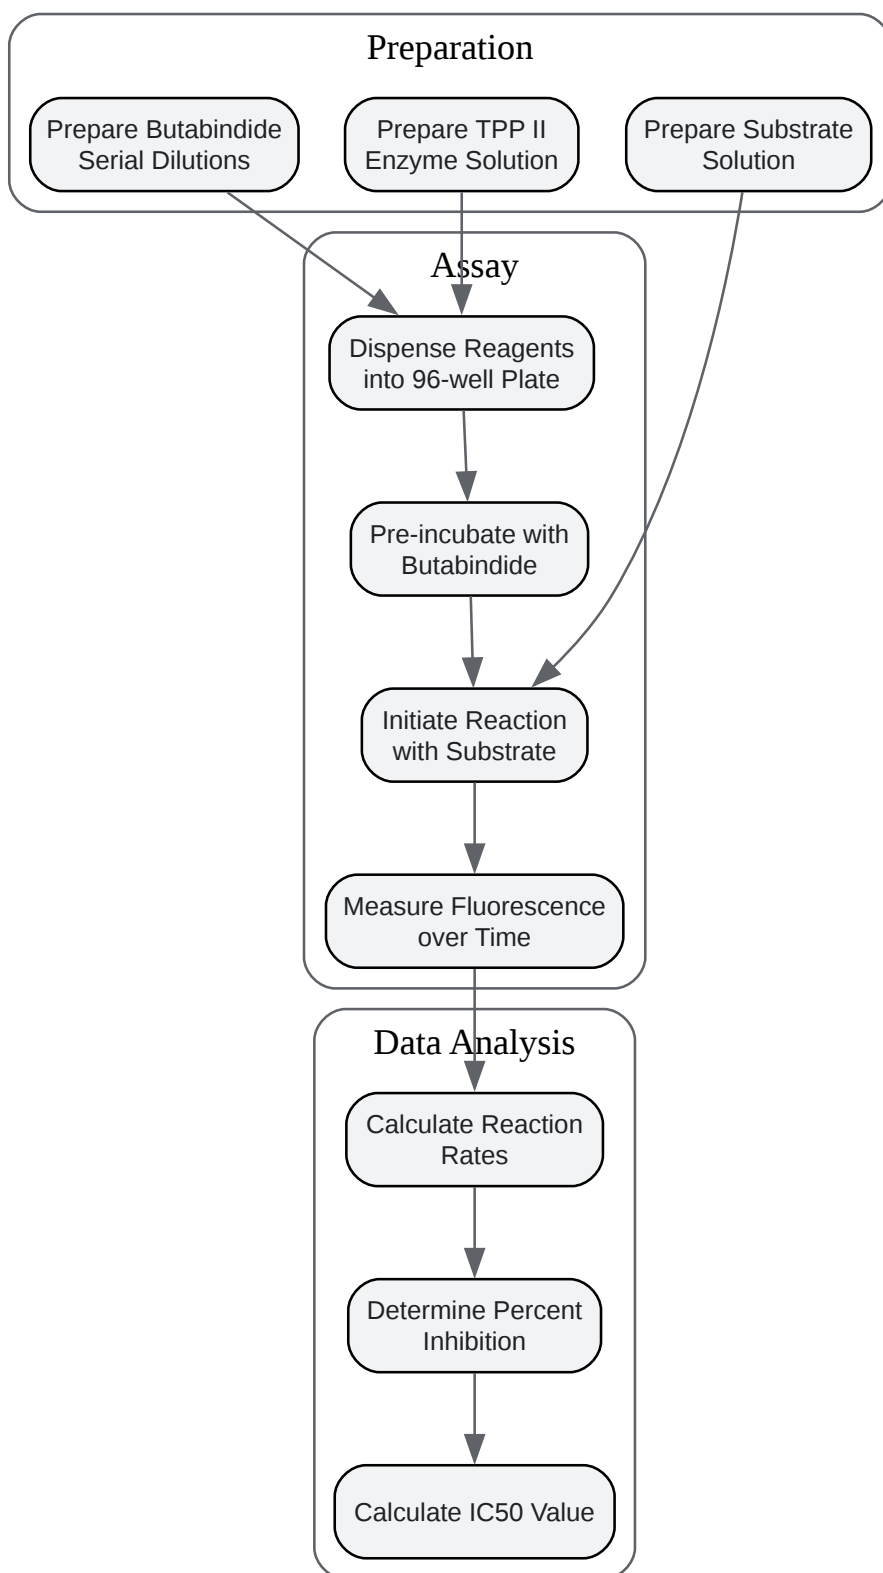 Preparation
Prepare Butabindide
Serial Dilutions
Prepare TPP II
Enzyme Solution
Prepare Substrate
Solution
Assay
Dispense Reagents
into 96-well Plate
Pre-incubate with
Butabindide
Initiate Reaction
with Substrate
Measure Fluorescence
over Time
Data Analysis
Calculate Reaction
Rates
Determine Percent
Inhibition
Calculate IC50 Value